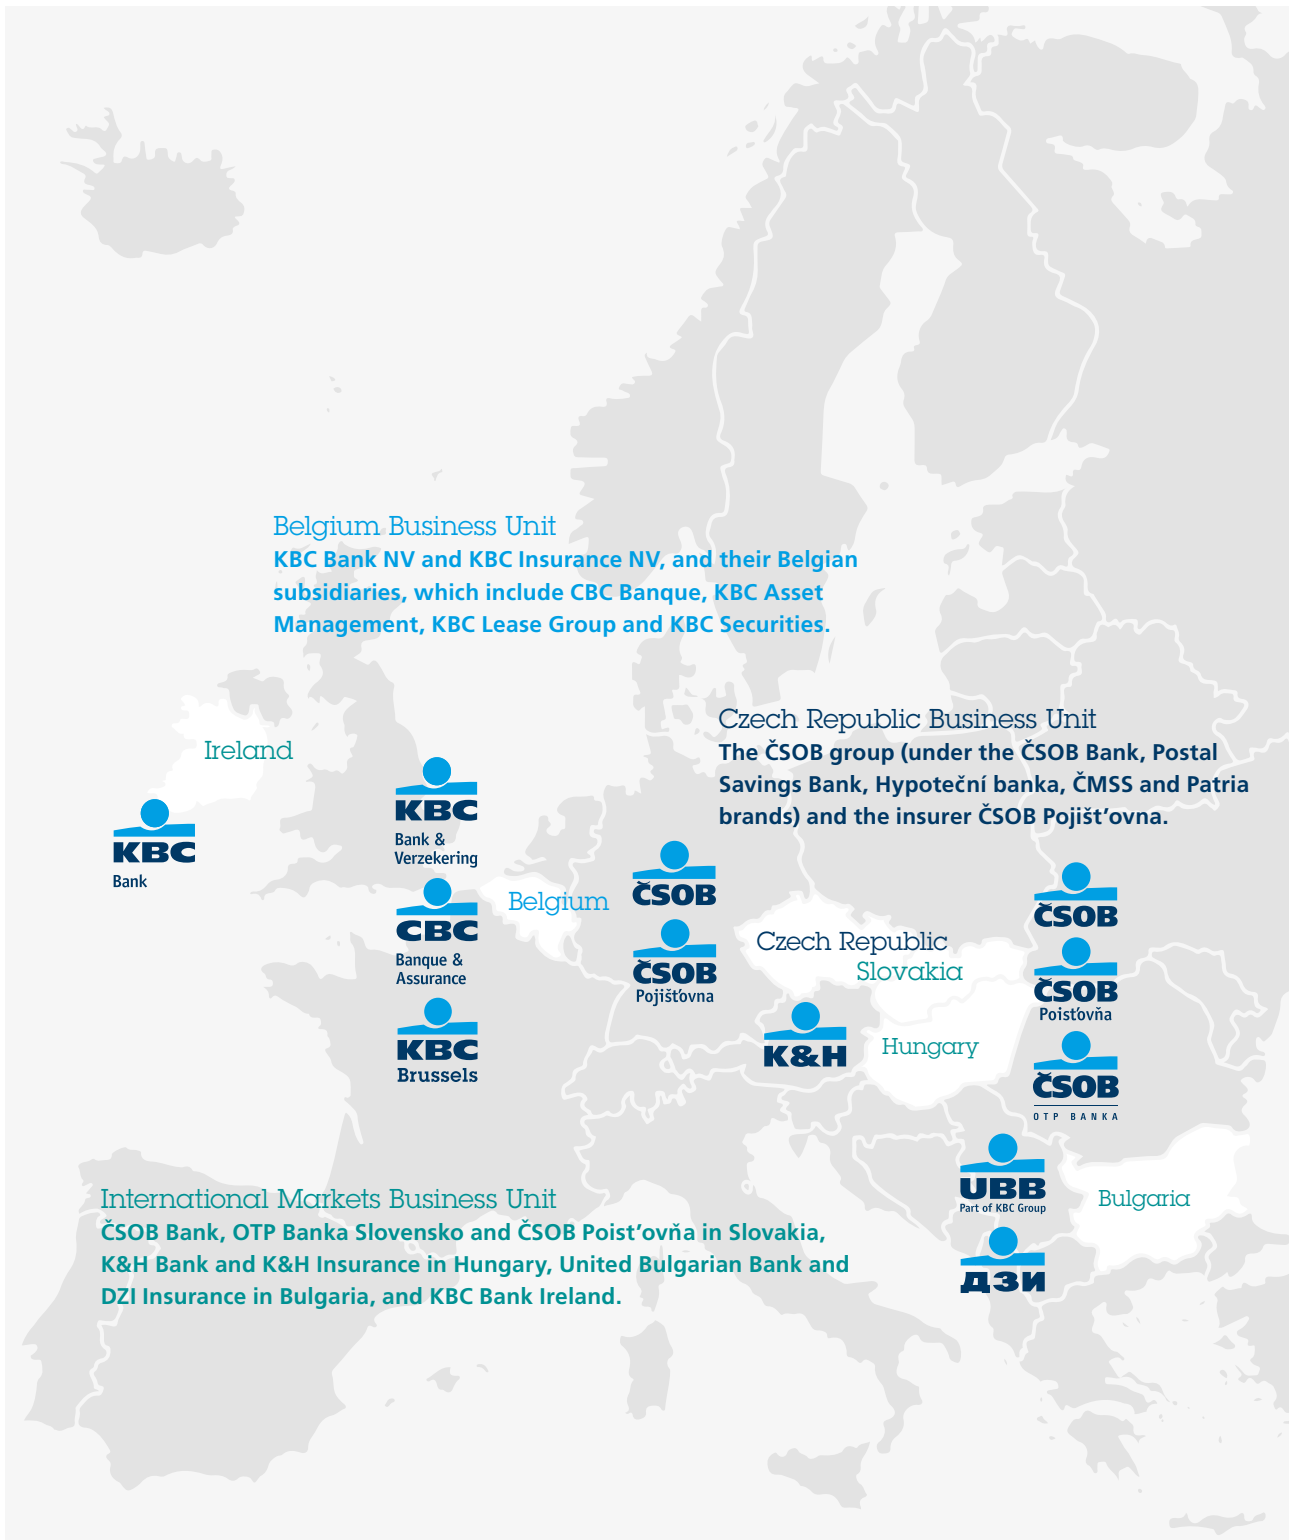 Belgium Business Unit
KBC Bank NV and KBC Insurance NV, and their Belgian
subsidiaries, which include CBC Banque, KBC Asset
Management, KBC Lease Group and KBC Securities.
Czech Republic Business Unit
The ČSOB group (under the ČSOB Bank, Postal
Savings Bank, Hypoteční banka, ČMSS and Patria
brands) and the insurer ČSOB Pojišt’ovna.
Ireland
KBC
Bank
KBC
Bank &
Verzekering
CBC
Banque &
Assurance
KBC
Brussels
Belgium
ČSOB
ČSOB
Pojišťovna
Czech Republic
Slovakia
K&H
Hungary
ČSOB
ČSOB
Poisťovňa
ČSOB
OTP BANKA
UBB
Part of KBC Group
ДЗИ
Bulgaria
International Markets Business Unit
ČSOB Bank, OTP Banka Slovensko and ČSOB Poist’ovňa in Slovakia,
K&H Bank and K&H Insurance in Hungary, United Bulgarian Bank and
DZI Insurance in Bulgaria, and KBC Bank Ireland.